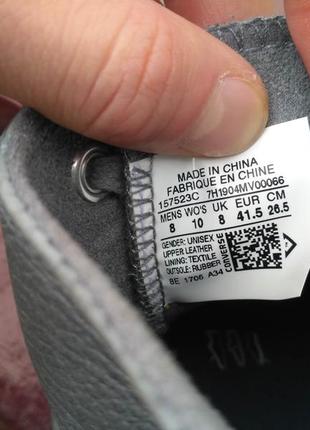 MADE IN CHINA
FABRIQUE EN CHINE
157523C 7H1904MV00066
MENS WO'S UK EUR CM
8 10 8 41.5 26.5
GENDER: UNISEX
UPPER: LEATHER
LINING: TEXTILE
OUTSOLE: RUBBER
BE 1706 A34
CONVERSE